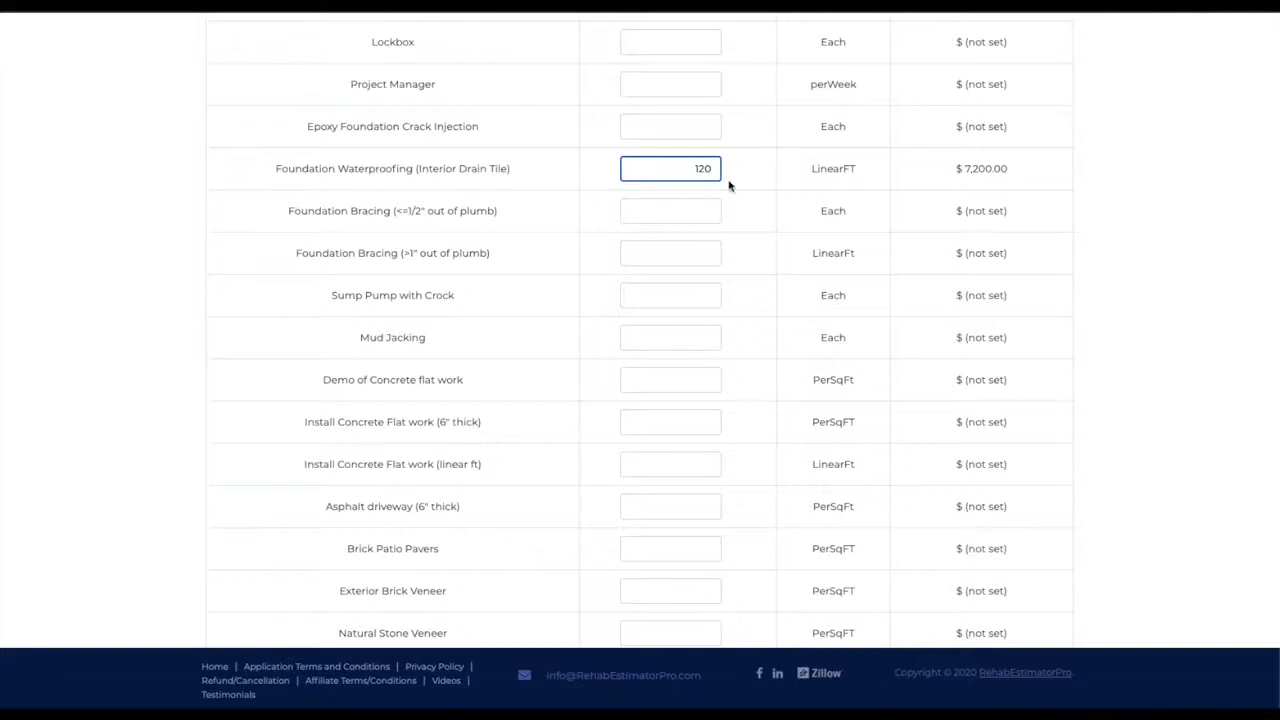 Lockbox Each $ (not set)
Project Manager perWeek $ (not set)
Epoxy Foundation Crack Injection Each $ (not set)
Foundation Waterproofing (Interior Drain Tile) 120 LinearFT $ 7,200.00
Foundation Bracing (<=1/2" out of plumb) Each $ (not set)
Foundation Bracing (>1" out of plumb) LinearFt $ (not set)
Sump Pump with Crock Each $ (not set)
Mud Jacking Each $ (not set)
Demo of Concrete flat work PerSqFt $ (not set)
Install Concrete Flat work (6" thick) PerSqFT $ (not set)
Install Concrete Flat work (linear ft) LinearFt $ (not set)
Asphalt driveway (6" thick) PerSqFt $ (not set)
Brick Patio Pavers PerSqFT $ (not set)
Exterior Brick Veneer PerSqFT $ (not set)
Natural Stone Veneer PerSqFT $ (not set)
Home | Application Terms and Conditions | Privacy Policy |
Refund/Cancellation | Affiliate Terms/Conditions | Videos |
Testimonials
info@RehabEstimatorPro.com
f in Zillow
Copyright © 2020 RehabEstimatorPro.